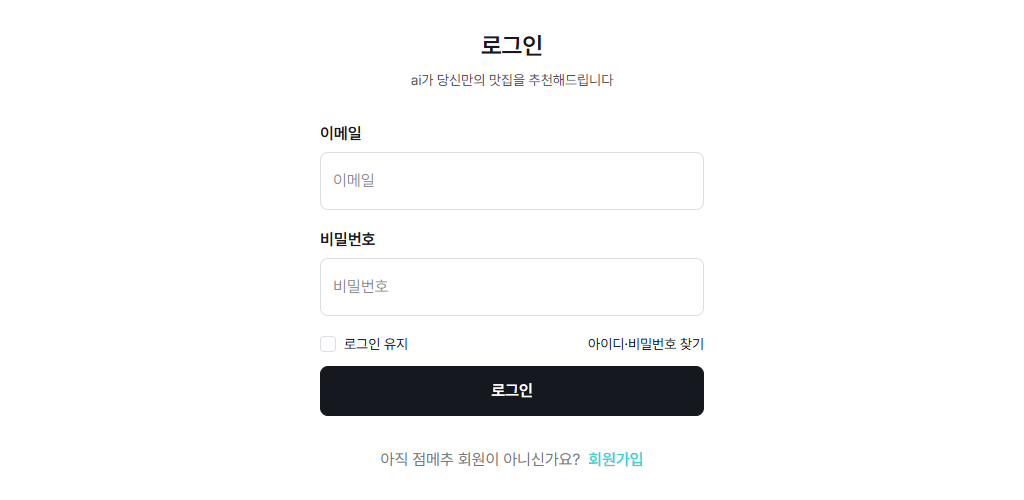 로그인
ai가 당신만의 맛집을 추천해드립니다
이메일
이메일
비밀번호
비밀번호
로그인 유지 아이디·비밀번호 찾기
로그인
아직 점메추 회원이 아니신가요? 회원가입